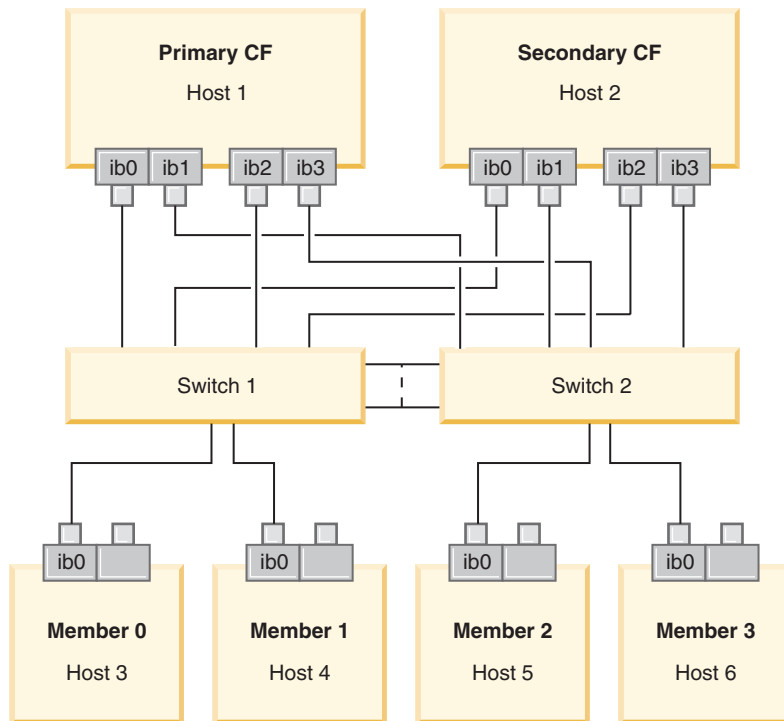 Primary CF
Host 1
Secondary CF
Host 2
ib0 ib1 ib2 ib3
ib0 ib1 ib2 ib3
Switch 1
Switch 2
ib0
ib0
ib0
ib0
Member 0
Host 3
Member 1
Host 4
Member 2
Host 5
Member 3
Host 6